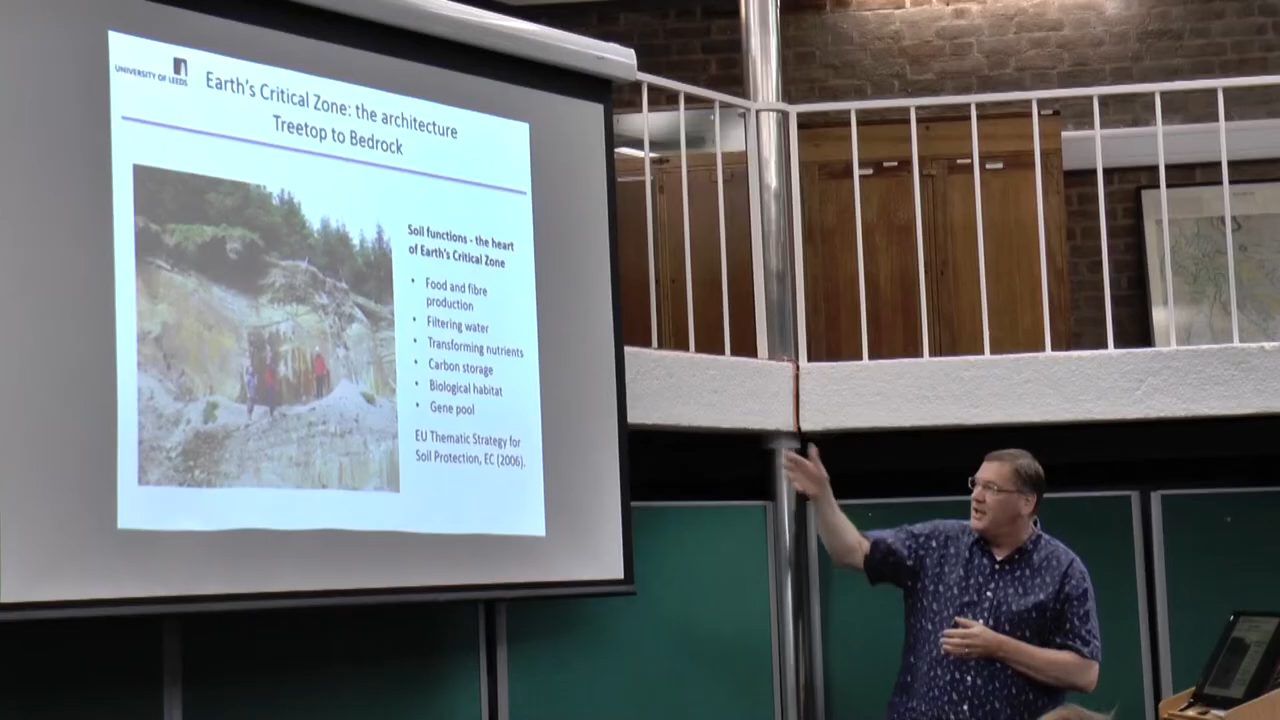 UNIVERSITY OF LEEDS
Earth's Critical Zone: the architecture
Treetop to Bedrock
Soil functions - the heart
of Earth's Critical Zone
• Food and fibre
production
• Filtering water
• Transforming nutrients
• Carbon storage
• Biological habitat
• Gene pool
EU Thematic Strategy for
Soil Protection, EC (2006).